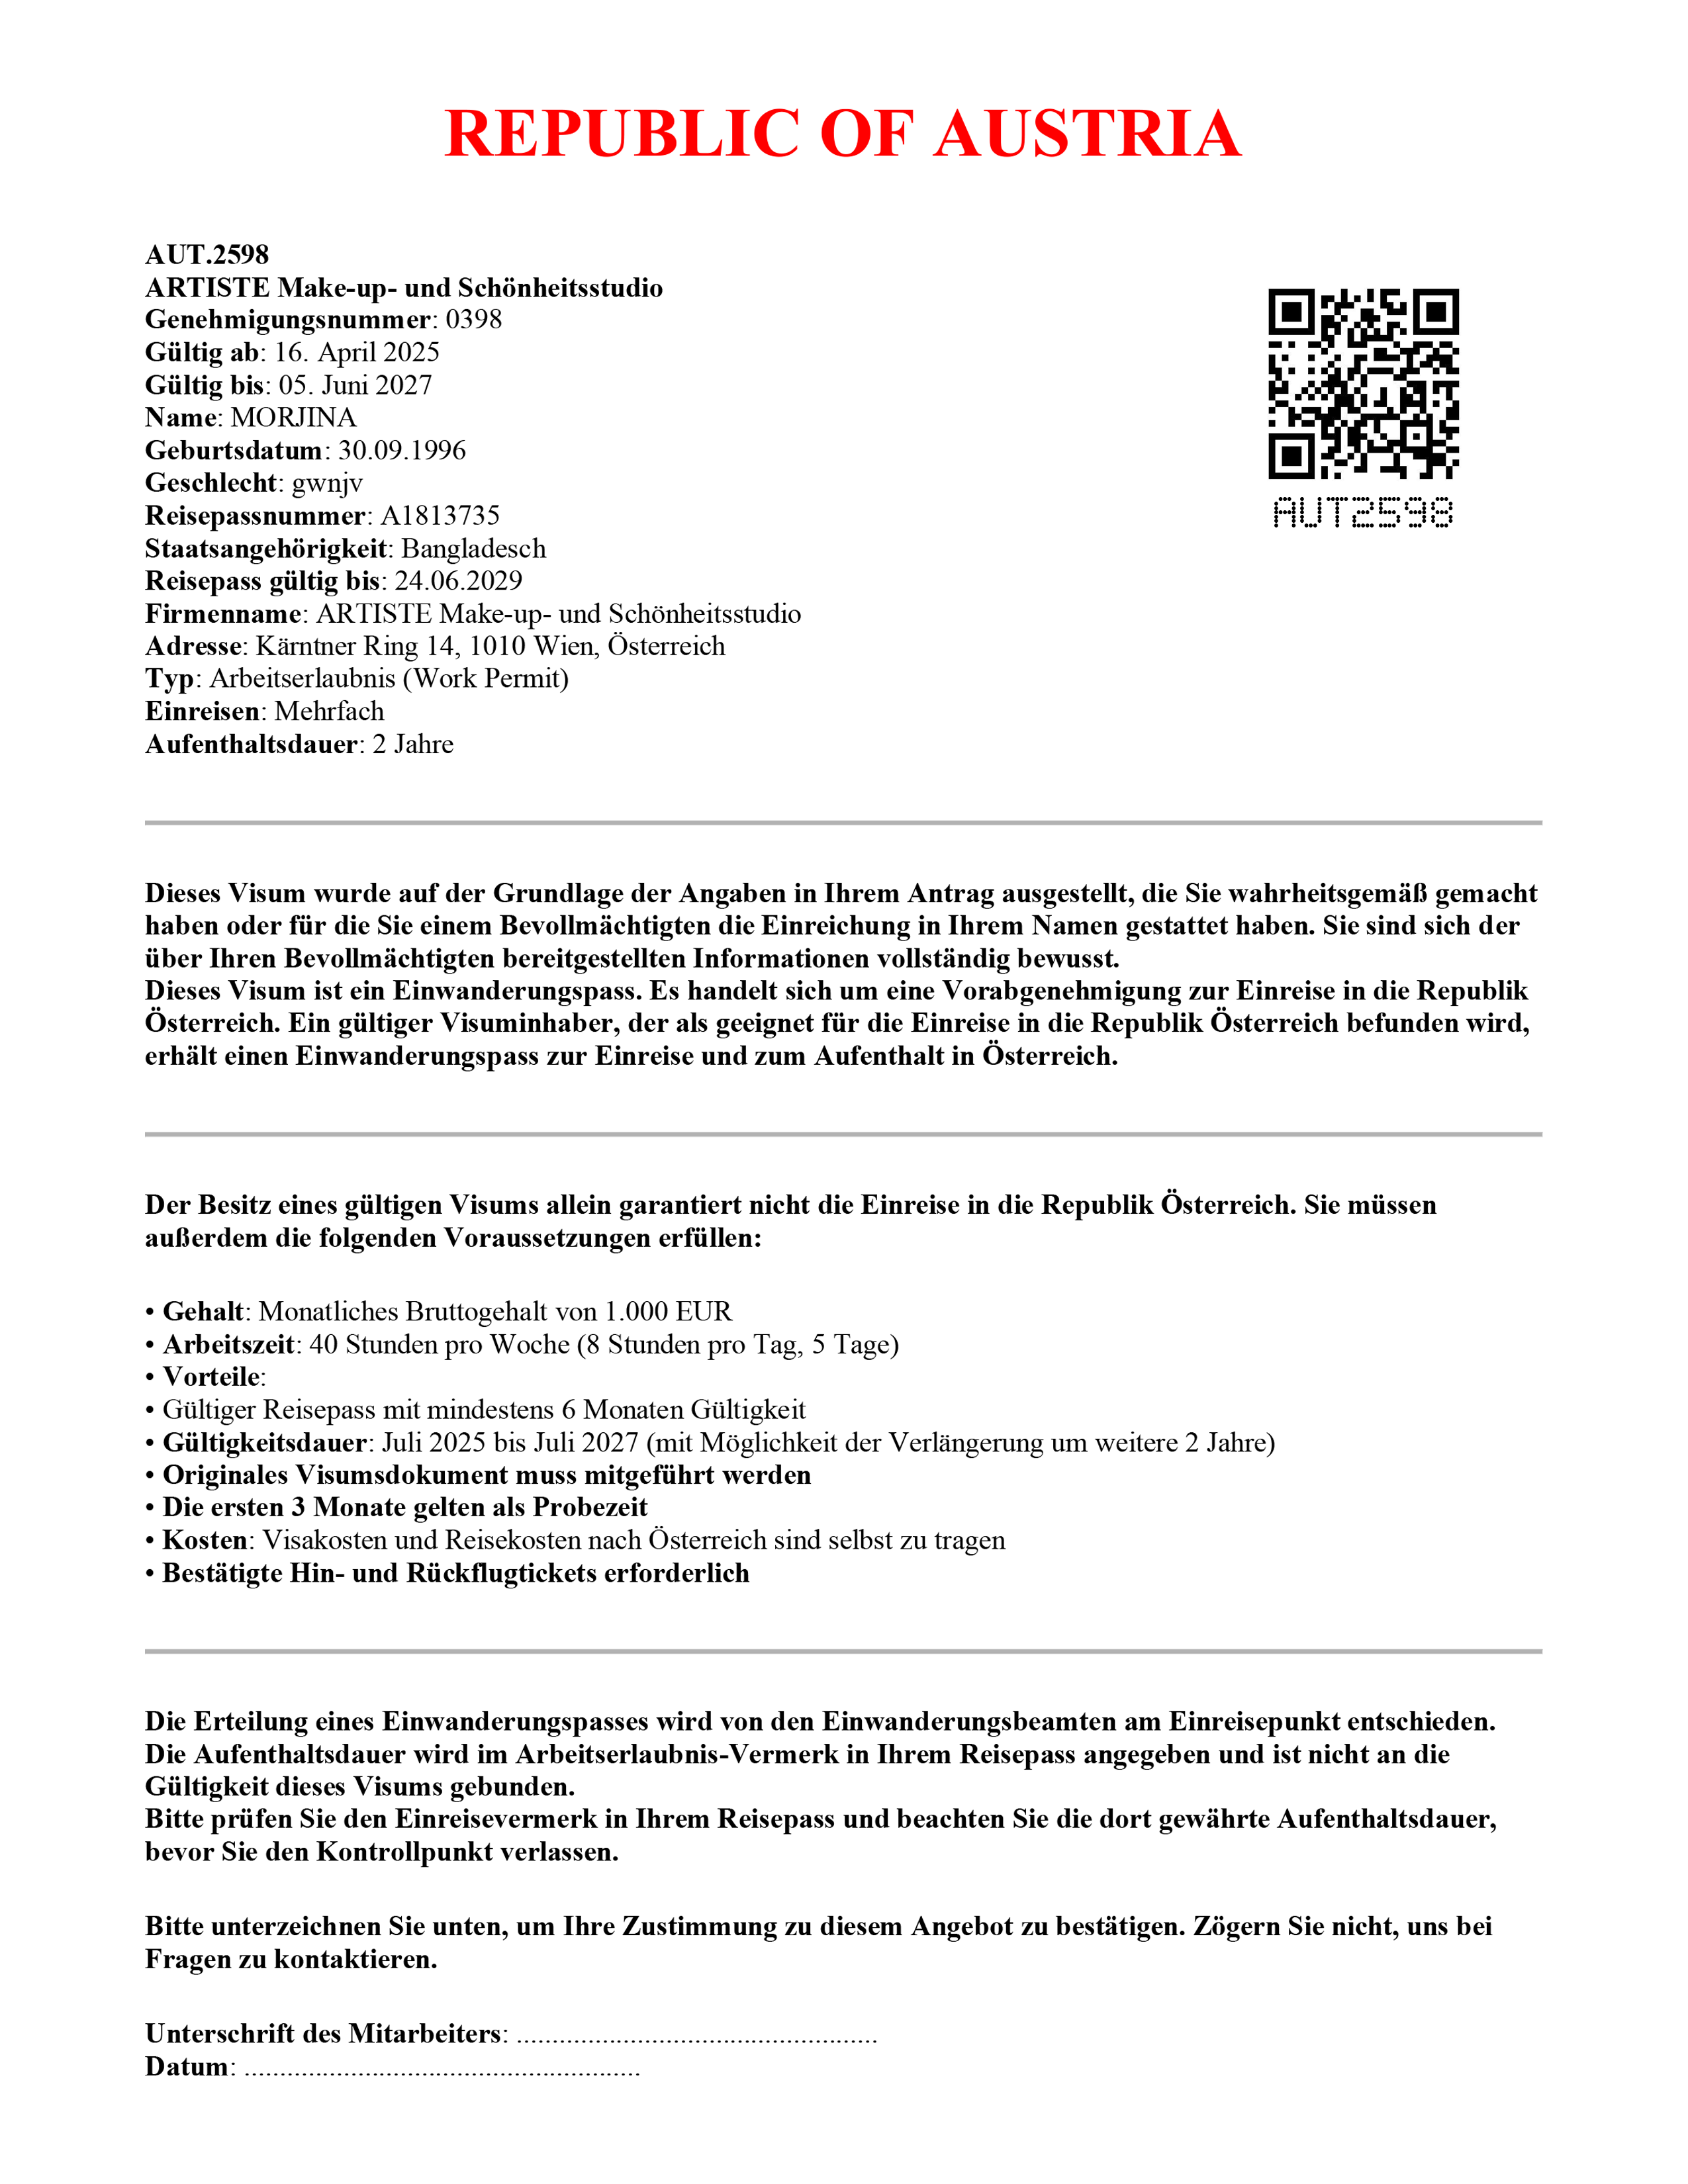 REPUBLIC OF AUSTRIA
AUT.2598
ARTISTE Make-up- und Schönheitsstudio
Genehmigungsnummer: 0398
Gültig ab: 16. April 2025
Gültig bis: 05. Juni 2027
Name: MORJINA
Geburtsdatum: 30.09.1996
Geschlecht: gwnjv
Reisepassnummer: A1813735
Staatsangehörigkeit: Bangladesch
Reisepass gültig bis: 24.06.2029
Firmenname: ARTISTE Make-up- und Schönheitsstudio
Adresse: Kärntner Ring 14, 1010 Wien, Österreich
Typ: Arbeitserlaubnis (Work Permit)
Einreisen: Mehrfach
Aufenthaltsdauer: 2 Jahre
AUT2598
Dieses Visum wurde auf der Grundlage der Angaben in Ihrem Antrag ausgestellt, die Sie wahrheitsgemäß gemacht
haben oder für die Sie einem Bevollmächtigten die Einreichung in Ihrem Namen gestattet haben. Sie sind sich der
über Ihren Bevollmächtigten bereitgestellten Informationen vollständig bewusst.
Dieses Visum ist ein Einwanderungspass. Es handelt sich um eine Vorabgenehmigung zur Einreise in die Republik
Österreich. Ein gültiger Visuminhaber, der als geeignet für die Einreise in die Republik Österreich befunden wird,
erhält einen Einwanderungspass zur Einreise und zum Aufenthalt in Österreich.
Der Besitz eines gültigen Visums allein garantiert nicht die Einreise in die Republik Österreich. Sie müssen
außerdem die folgenden Voraussetzungen erfüllen:
• Gehalt: Monatliches Bruttogehalt von 1.000 EUR
• Arbeitszeit: 40 Stunden pro Woche (8 Stunden pro Tag, 5 Tage)
• Vorteile:
• Gültiger Reisepass mit mindestens 6 Monaten Gültigkeit
• Gültigkeitsdauer: Juli 2025 bis Juli 2027 (mit Möglichkeit der Verlängerung um weitere 2 Jahre)
• Originales Visumsdokument muss mitgeführt werden
• Die ersten 3 Monate gelten als Probezeit
• Kosten: Visakosten und Reisekosten nach Österreich sind selbst zu tragen
• Bestätigte Hin- und Rückflugtickets erforderlich
Die Erteilung eines Einwanderungspasses wird von den Einwanderungsbeamten am Einreisepunkt entschieden.
Die Aufenthaltsdauer wird im Arbeitserlaubnis-Vermerk in Ihrem Reisepass angegeben und ist nicht an die
Gültigkeit dieses Visums gebunden.
Bitte prüfen Sie den Einreisevermerk in Ihrem Reisepass und beachten Sie die dort gewährte Aufenthaltsdauer,
bevor Sie den Kontrollpunkt verlassen.
Bitte unterzeichnen Sie unten, um Ihre Zustimmung zu diesem Angebot zu bestätigen. Zögern Sie nicht, uns bei
Fragen zu kontaktieren.
Unterschrift des Mitarbeiters: ...................................................
Datum: ........................................................